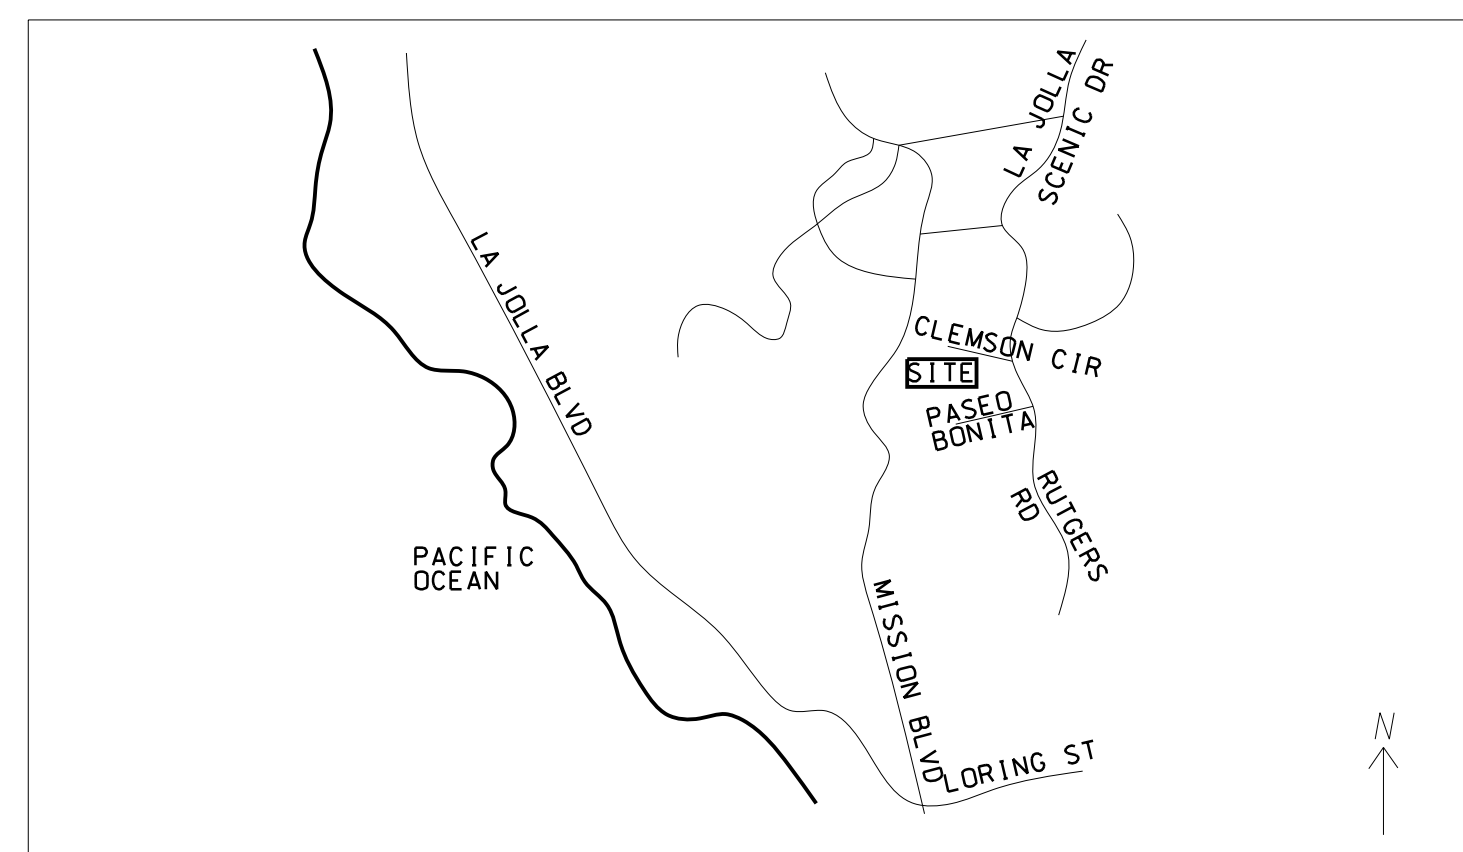 LA JOLLA
SCENIC DR
LA JOLLA BLVD
CLEMSON CIR
SITE
PASEO
BONITA
RUTGERS
RD
PACIFIC
OCEAN
MISSION BLVD
LORING ST
N